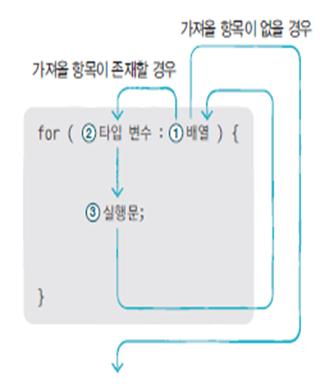 가져올 항목이 없을 경우
가져올 항목이 존재할 경우
for ( ②타입 변수 : ①배열 ) {
③실행문;
}